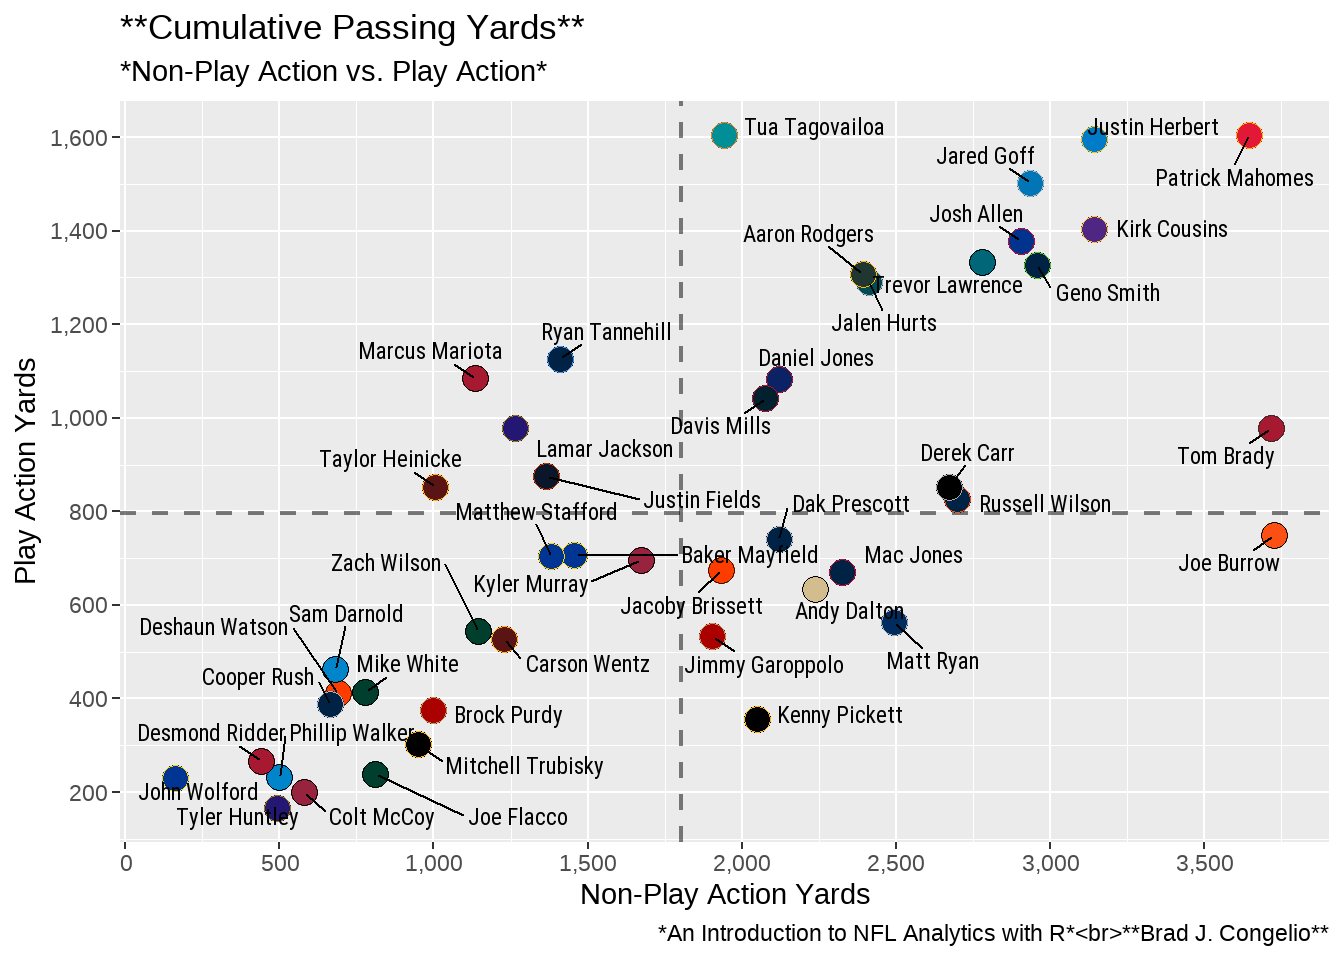 **Cumulative Passing Yards**
*Non-Play Action vs. Play Action*
Play Action Yards
1,600
1,400
1,200
1,000
800
600
400
200
Tua Tagovailoa
Justin Herbert
Jared Goff
Patrick Mahomes
Josh Allen
Kirk Cousins
Aaron Rodgers
Trevor Lawrence
Geno Smith
Jalen Hurts
Ryan Tannehill
Marcus Mariota
Daniel Jones
Davis Mills
Lamar Jackson
Taylor Heinicke
Derek Carr
Tom Brady
Justin Fields
Dak Prescott
Russell Wilson
Matthew Stafford
Zach Wilson
Baker Mayfield
Mac Jones
Joe Burrow
Kyler Murray
Jacoby Brissett
Andy Dalton
Sam Darnold
Deshaun Watson
Mike White
Carson Wentz
Jimmy Garoppolo
Matt Ryan
Cooper Rush
Brock Purdy
Kenny Pickett
Desmond Ridder
Phillip Walker
Mitchell Trubisky
John Wolford
Tyler Huntley
Colt McCoy
Joe Flacco
0
500
1,000
1,500
2,000
2,500
3,000
3,500
Non-Play Action Yards
*An Introduction to NFL Analytics with R*<br>**Brad J. Congelio**